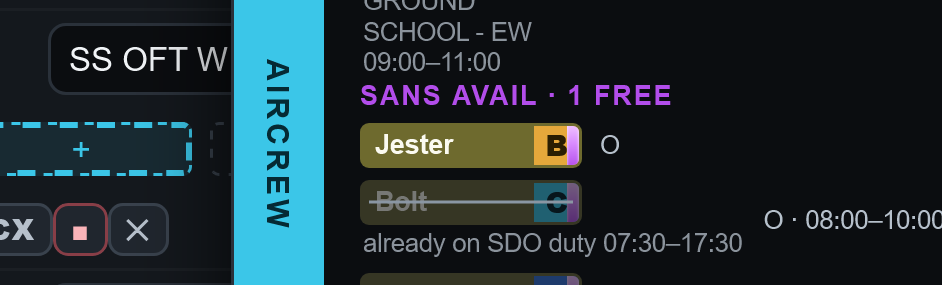 GROUND
SCHOOL - EW
09:00–11:00
SANS AVAIL · 1 FREE
Jester B O
Bolt C
O · 08:00–10:00
already on SDO duty 07:30–17:30
AIRCREW
SS OFT W
+
CX